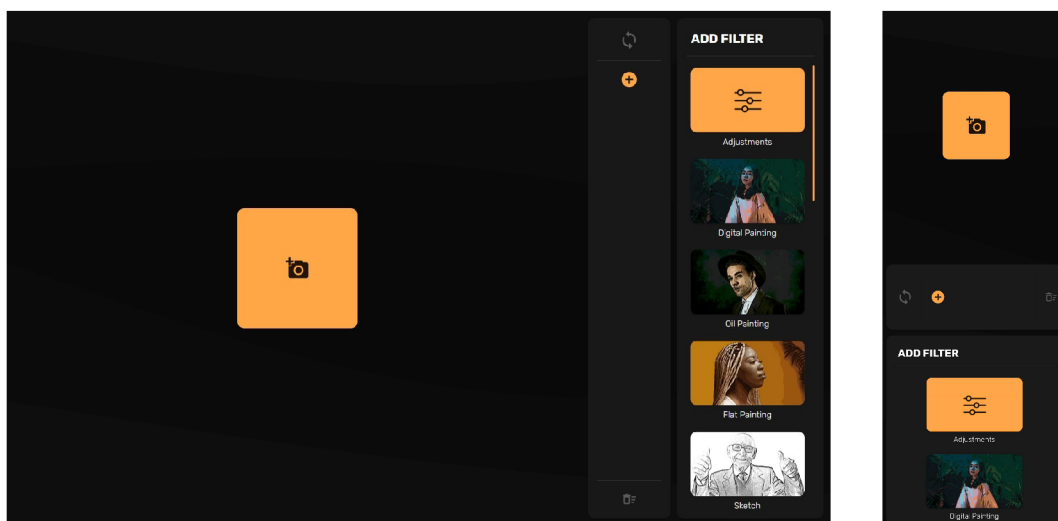 ADD FILTER
Adjustments
Digital Painting
Oil Painting
Flat Painting
Sketch
ADD FILTER
Adjustments
Digital Painting